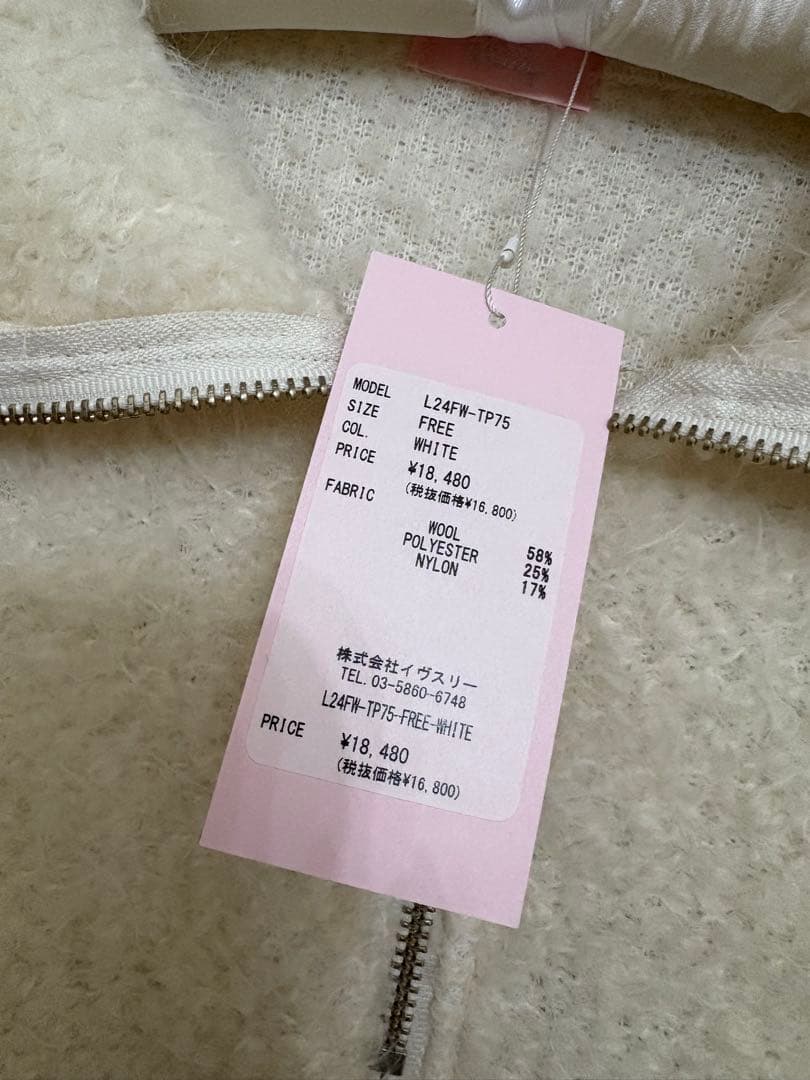 MODEL L24FW-TP75
SIZE FREE
COL. WHITE
PRICE ¥18,480
(税抜価格¥16,800)
FABRIC
WOOL 58%
POLYESTER 25%
NYLON 17%
株式会社イヴスリー
TEL. 03-5860-6748
L24FW-TP75-FREE-WHITE
PRICE ¥18,480
(税抜価格¥16,800)